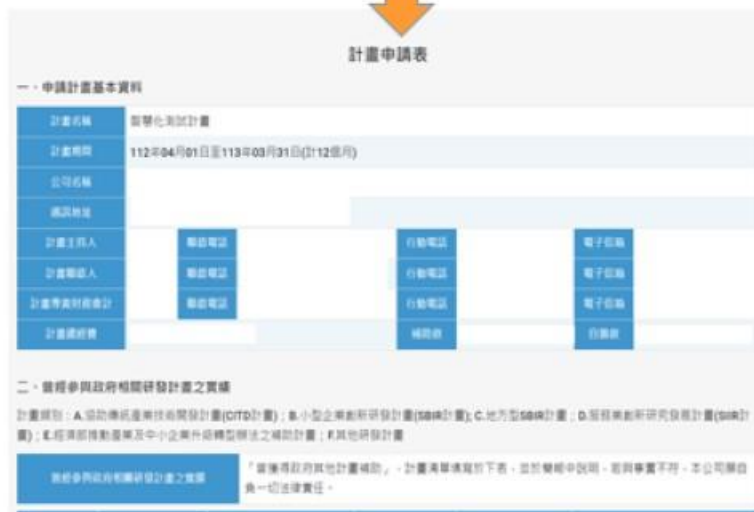 計畫申請表
一、申請計畫基本資料
計畫名稱 智慧化測試計畫
計畫期間 112年04月01日至113年03月31日(計12個月)
公司名稱
通訊地址
計畫主持人 聯絡電話 行動電話 電子信箱
計畫聯絡人 聯絡電話 行動電話 電子信箱
計畫專責財務會計 聯絡電話 行動電話 電子信箱
計畫總經費 補助款 自籌款
二、曾經參與政府相關研發計畫之實績
計畫類別：A.協助傳統產業技術開發計畫(CITD計畫)；B.小型企業創新研發計畫(SBIR計畫); C.地方型SBIR計畫；D.服務業創新研究發展計畫(SIIR計
畫)；E.經濟部推動產業及中小企業升級轉型辦法之補助計畫；F.其他研發計畫
曾經參與政府相關研發計畫之實績 「曾獲得政府其他計畫補助」，計畫清單填寫於下表，並於簡報中說明，若與事實不符，本公司願自
負一切法律責任。